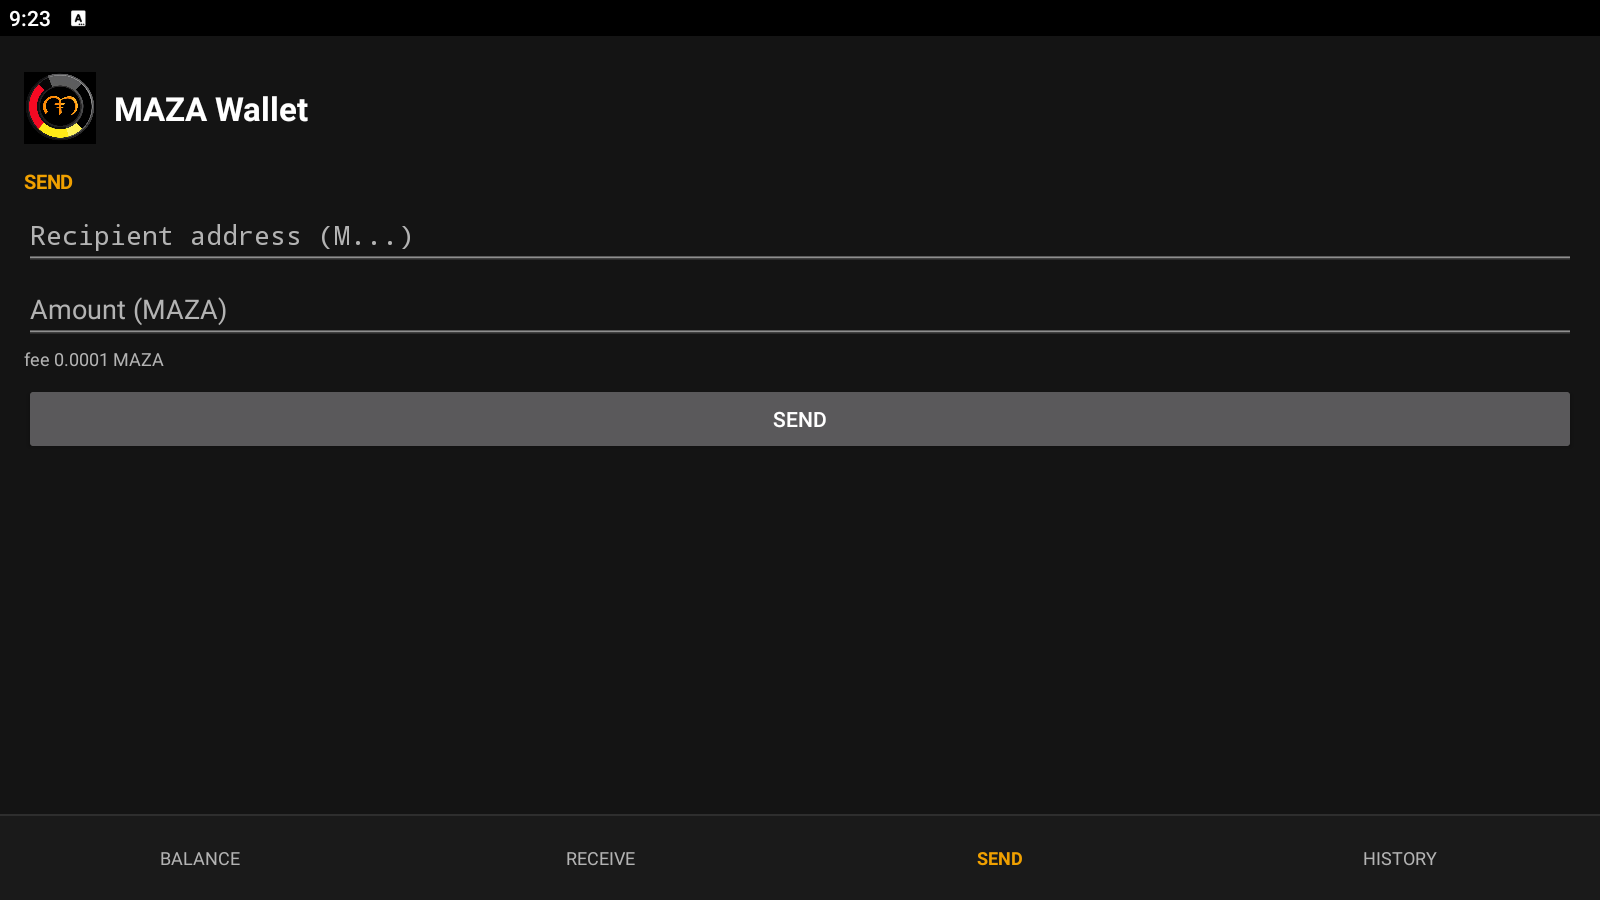 9:23
MAZA Wallet
SEND
Recipient address (M...)
Amount (MAZA)
fee 0.0001 MAZA
SEND
BALANCE RECEIVE SEND HISTORY